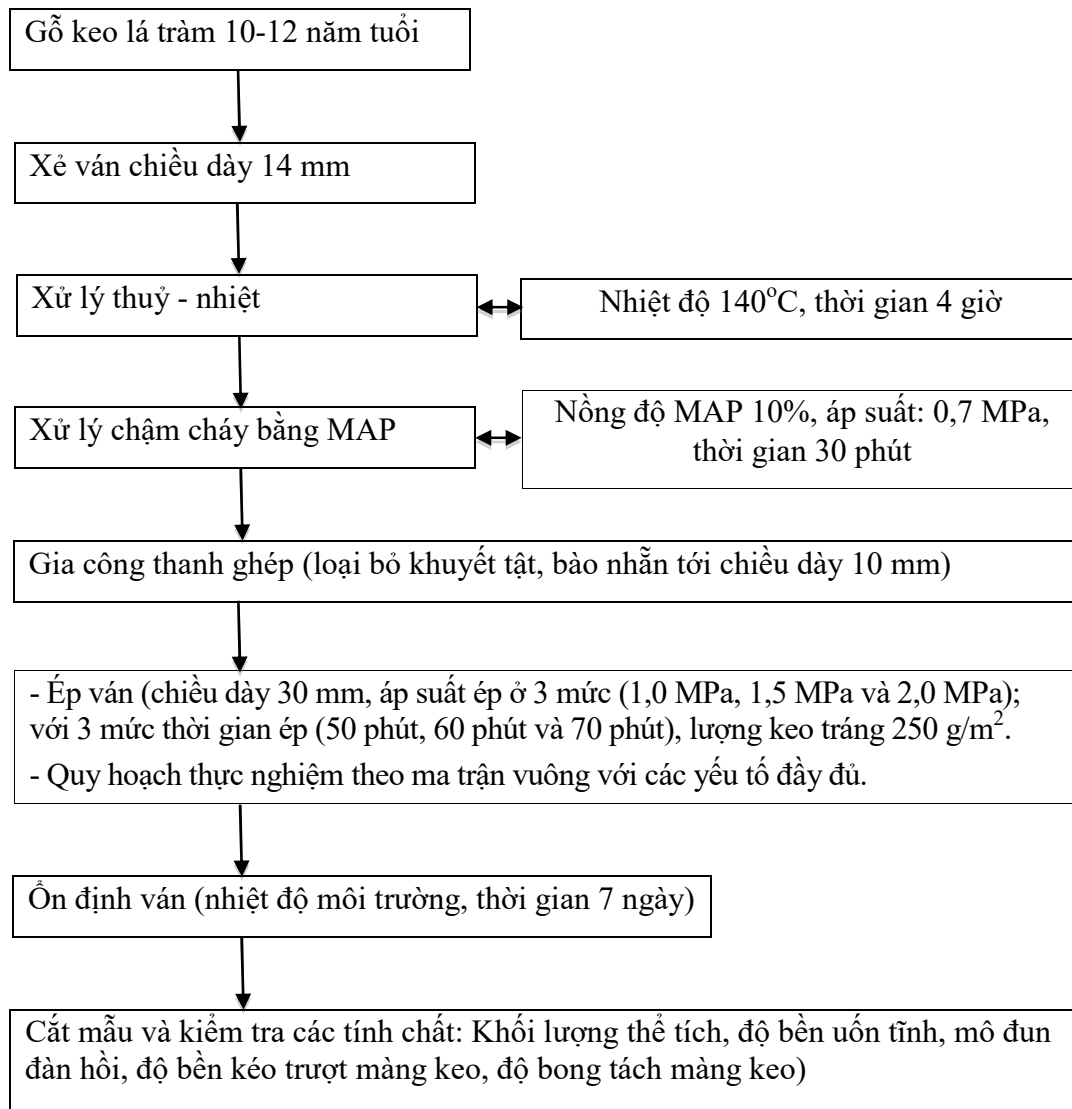 Gỗ keo lá tràm 10-12 năm tuổi
Xẻ ván chiều dày 14 mm
Xử lý thuỷ - nhiệt
Nhiệt độ 140°C, thời gian 4 giờ
Xử lý chậm cháy bằng MAP
Nồng độ MAP 10%, áp suất: 0,7 MPa,
thời gian 30 phút
Gia công thanh ghép (loại bỏ khuyết tật, bào nhẵn tới chiều dày 10 mm)
- Ép ván (chiều dày 30 mm, áp suất ép ở 3 mức (1,0 MPa, 1,5 MPa và 2,0 MPa);
với 3 mức thời gian ép (50 phút, 60 phút và 70 phút), lượng keo tráng 250 g/m².
- Quy hoạch thực nghiệm theo ma trận vuông với các yếu tố đầy đủ.
Ổn định ván (nhiệt độ môi trường, thời gian 7 ngày)
Cắt mẫu và kiểm tra các tính chất: Khối lượng thể tích, độ bền uốn tĩnh, mô đun
đàn hồi, độ bền kéo trượt màng keo, độ bong tách màng keo)